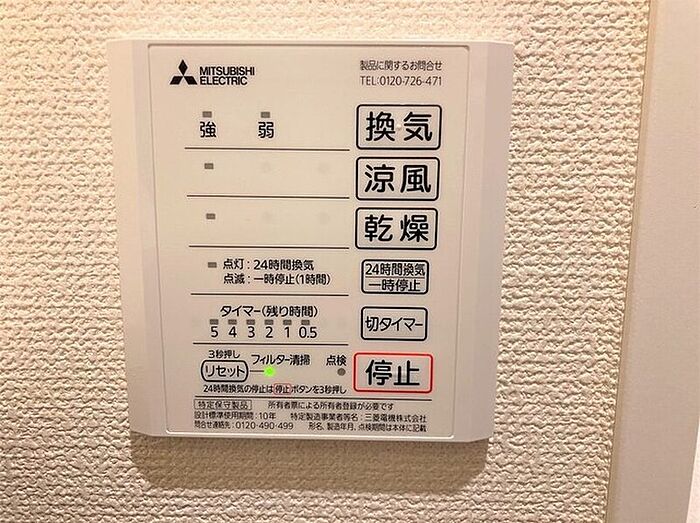 MITSUBISHI
ELECTRIC
製品に関するお問合せ
TEL:0120-726-471
強 弱 換気
涼風
乾燥
点灯:24時間換気
点滅:一時停止(1時間)
24時間換気
一時停止
タイマー(残り時間)
5 4 3 2 1 0.5
切タイマー
3秒押し
リセット フィルター清掃 点検
停止
24時間換気の停止は停止ボタンを3秒押し
特定保守製品 所有者票による所有者登録が必要です
設計標準使用期間:10年 特定製造事業者等名:三菱電機株式会社
問合せ連絡先:0120-490-499 形名、製造年月、点検期間は本体に記載